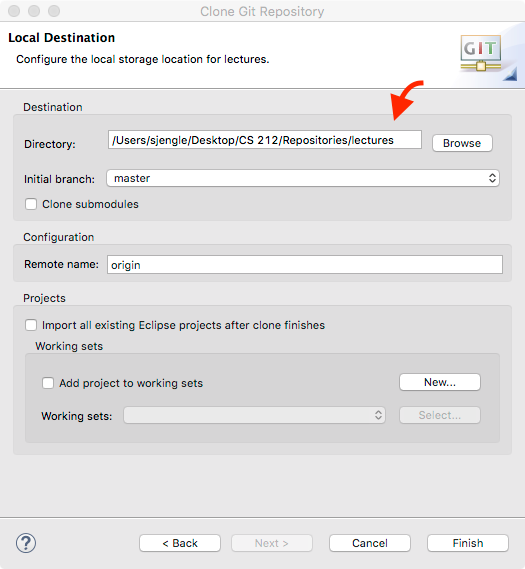 Clone Git Repository
Local Destination
Configure the local storage location for lectures.
GIT
Destination
Directory: /Users/sjengle/Desktop/CS 212/Repositories/lectures Browse
Initial branch: master
Clone submodules
Configuration
Remote name: origin
Projects
Import all existing Eclipse projects after clone finishes
Working sets
Add project to working sets New...
Working sets: Select...
? < Back Next > Cancel Finish